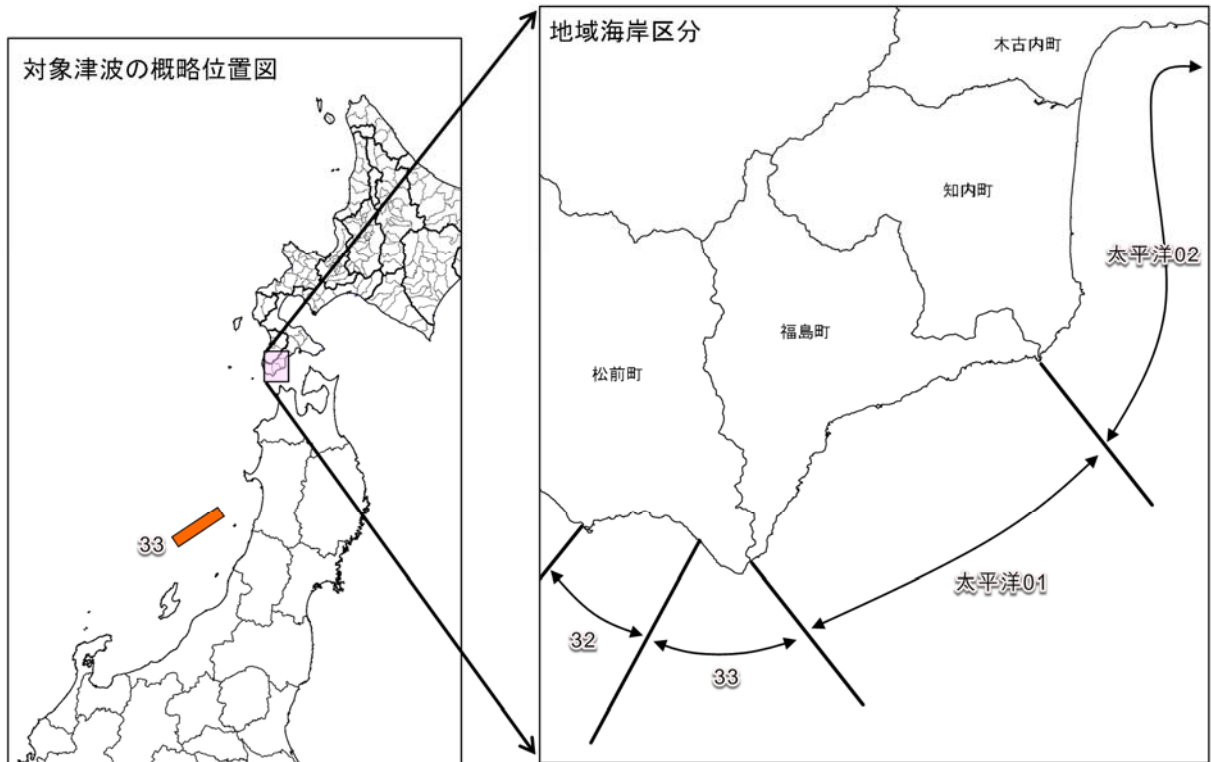 対象津波の概略位置図
33
地域海岸区分
木古内町
知内町
太平洋02
福島町
松前町
太平洋01
32
33